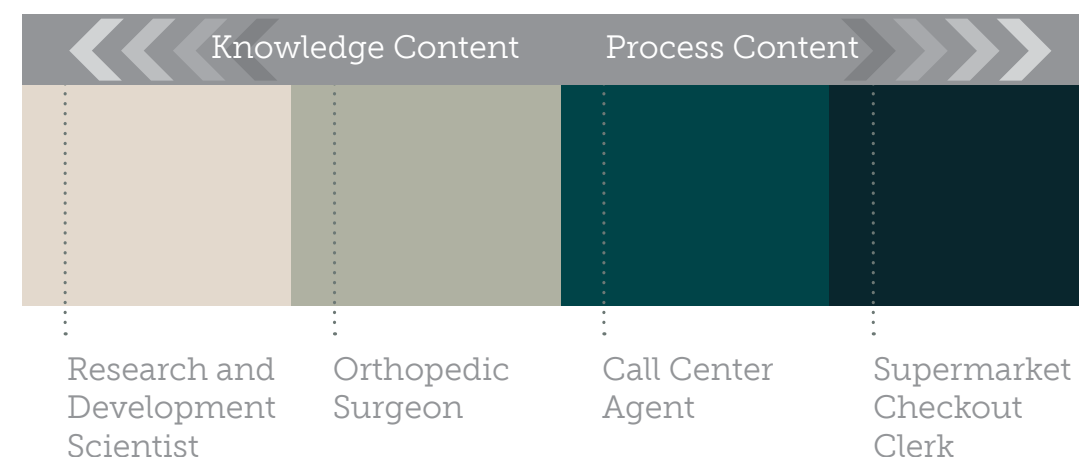 Knowledge Content
Process Content
Research and
Development
Scientist
Orthopedic
Surgeon
Call Center
Agent
Supermarket
Checkout
Clerk